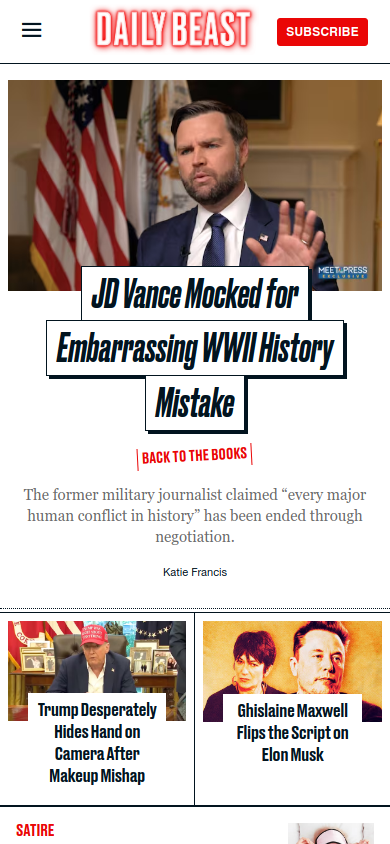 DAILY BEAST
SUBSCRIBE
MEET THE PRESS
EXCLUSIVE
JD Vance Mocked for
Embarrassing WWII History
Mistake
BACK TO THE BOOKS
The former military journalist claimed “every major
human conflict in history” has been ended through
negotiation.
Katie Francis
Trump Desperately
Hides Hand on
Camera After
Makeup Mishap
Ghislaine Maxwell
Flips the Script on
Elon Musk
SATIRE